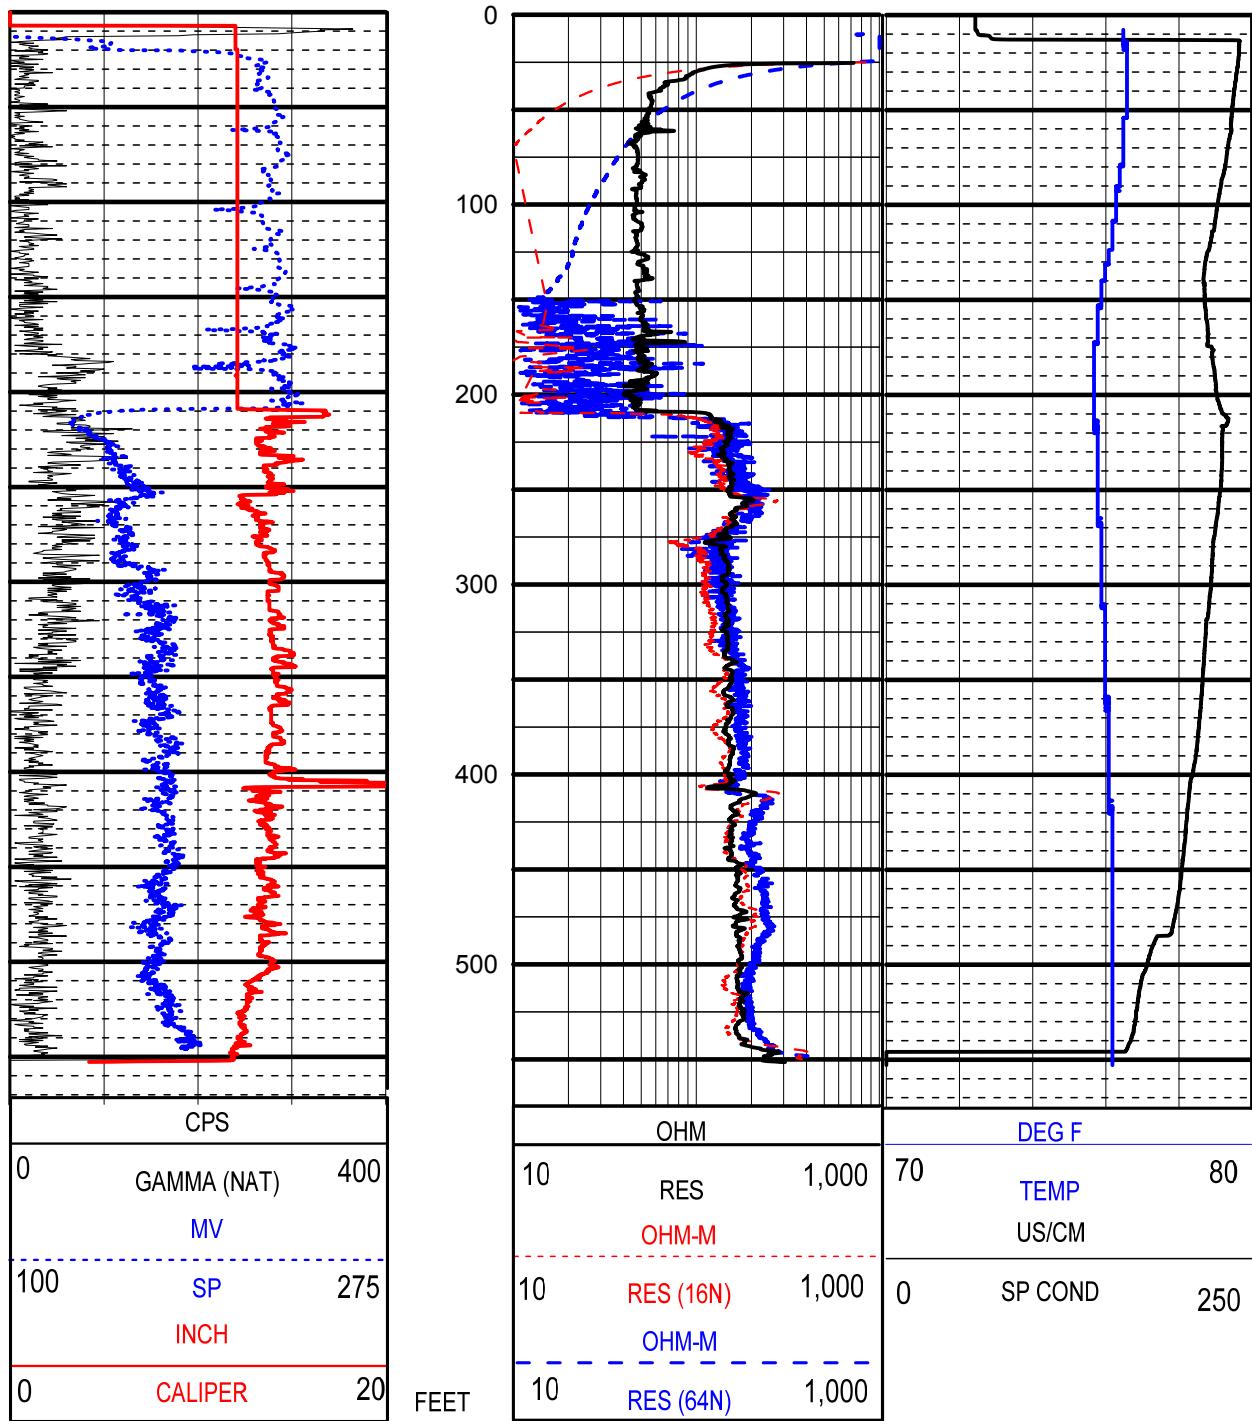 0
100
200
300
400
500
CPS
0 400
GAMMA (NAT)
MV
100 SP 275
INCH
0 CALIPER 20
FEET
OHM
10 RES 1,000
OHM-M
10 RES (16N) 1,000
OHM-M
10 RES (64N) 1,000
DEG F
70 80
TEMP
US/CM
0 SP COND 250